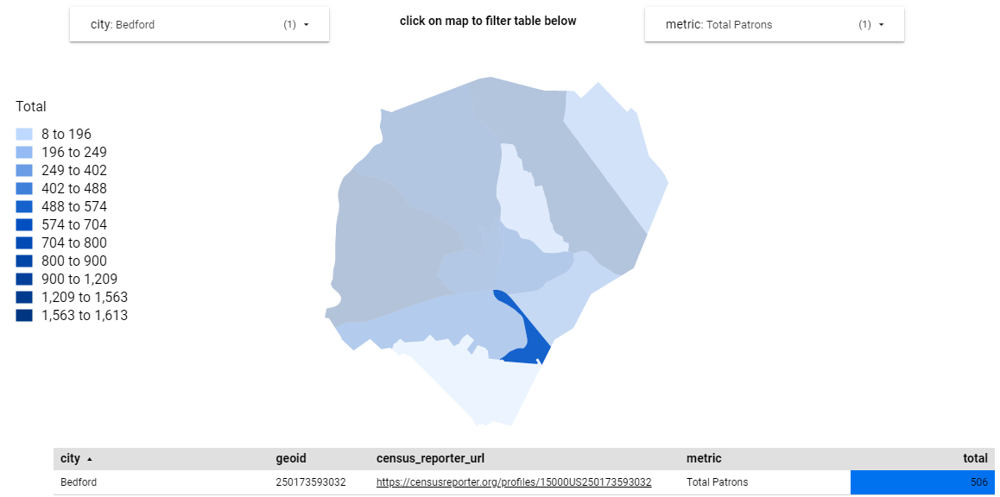 city: Bedford (1) click on map to filter table below metric: Total Patrons (1)
Total
8 to 196
196 to 249
249 to 402
402 to 488
488 to 574
574 to 704
704 to 800
800 to 900
900 to 1,209
1,209 to 1,563
1,563 to 1,613
city geoid census_reporter_url metric total
Bedford 250173593032 https://censusreporter.org/profiles/15000US250173593032 Total Patrons 506